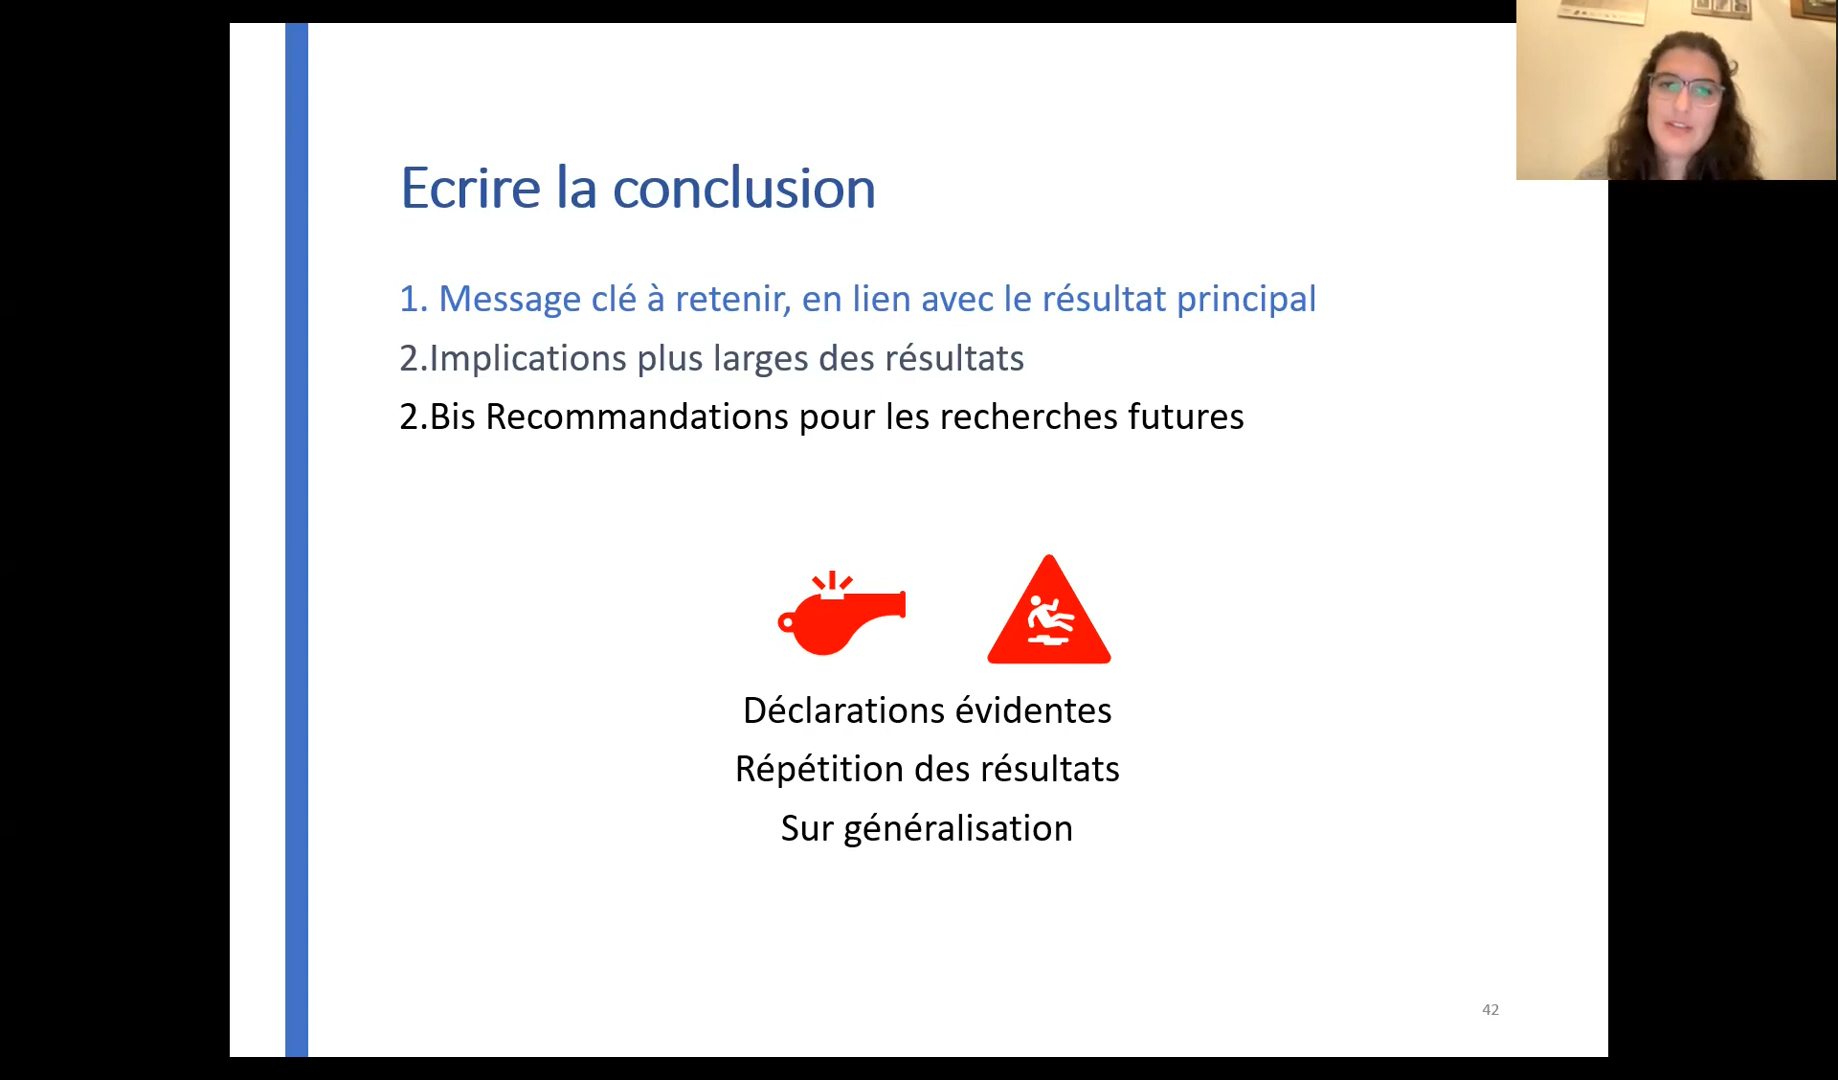 Ecrire la conclusion
1. Message clé à retenir, en lien avec le résultat principal
2.Implications plus larges des résultats
2.Bis Recommandations pour les recherches futures
Déclarations évidentes
Répétition des résultats
Sur généralisation
42